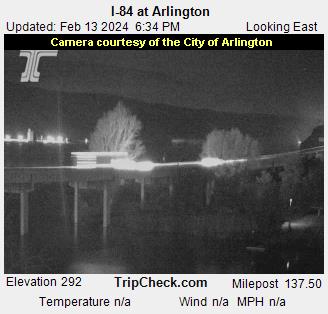 I-84 at Arlington
Updated: Feb 13 2024 6:34 PM Looking East
Camera courtesy of the City of Arlington
Elevation 292 TripCheck.com Milepost 137.50
Temperature n/a Wind n/a MPH n/a